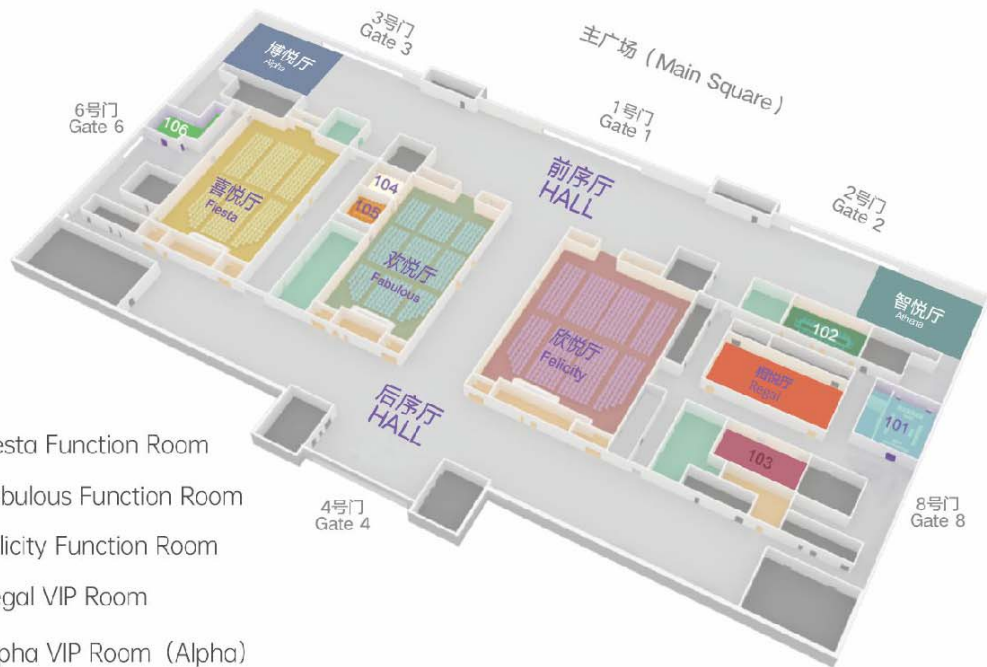 3号门
Gate 3
主广场 (Main Square)
博悦厅
Alpha
6号门
Gate 6
1号门
Gate 1
106
前序厅
HALL
2号门
Gate 2
104
105
喜悦厅
Fiesta
欢悦厅
Fabulous
智悦厅
102
欣悦厅
Felicity
Regal
101
后序厅
HALL
103
esta Function Room
abulous Function Room
4号门
Gate 4
8号门
Gate 8
licity Function Room
egal VIP Room
pha VIP Room (Alpha)